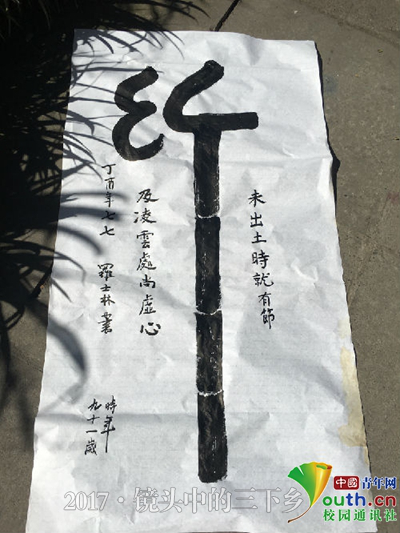 竹
未出土時就有節
及凌雲處尚虛心
丁酉年七七 羅士林書
時年
九十一歲
2017·镜头中的三下乡
中國青年网
youth.cn
校园通讯社